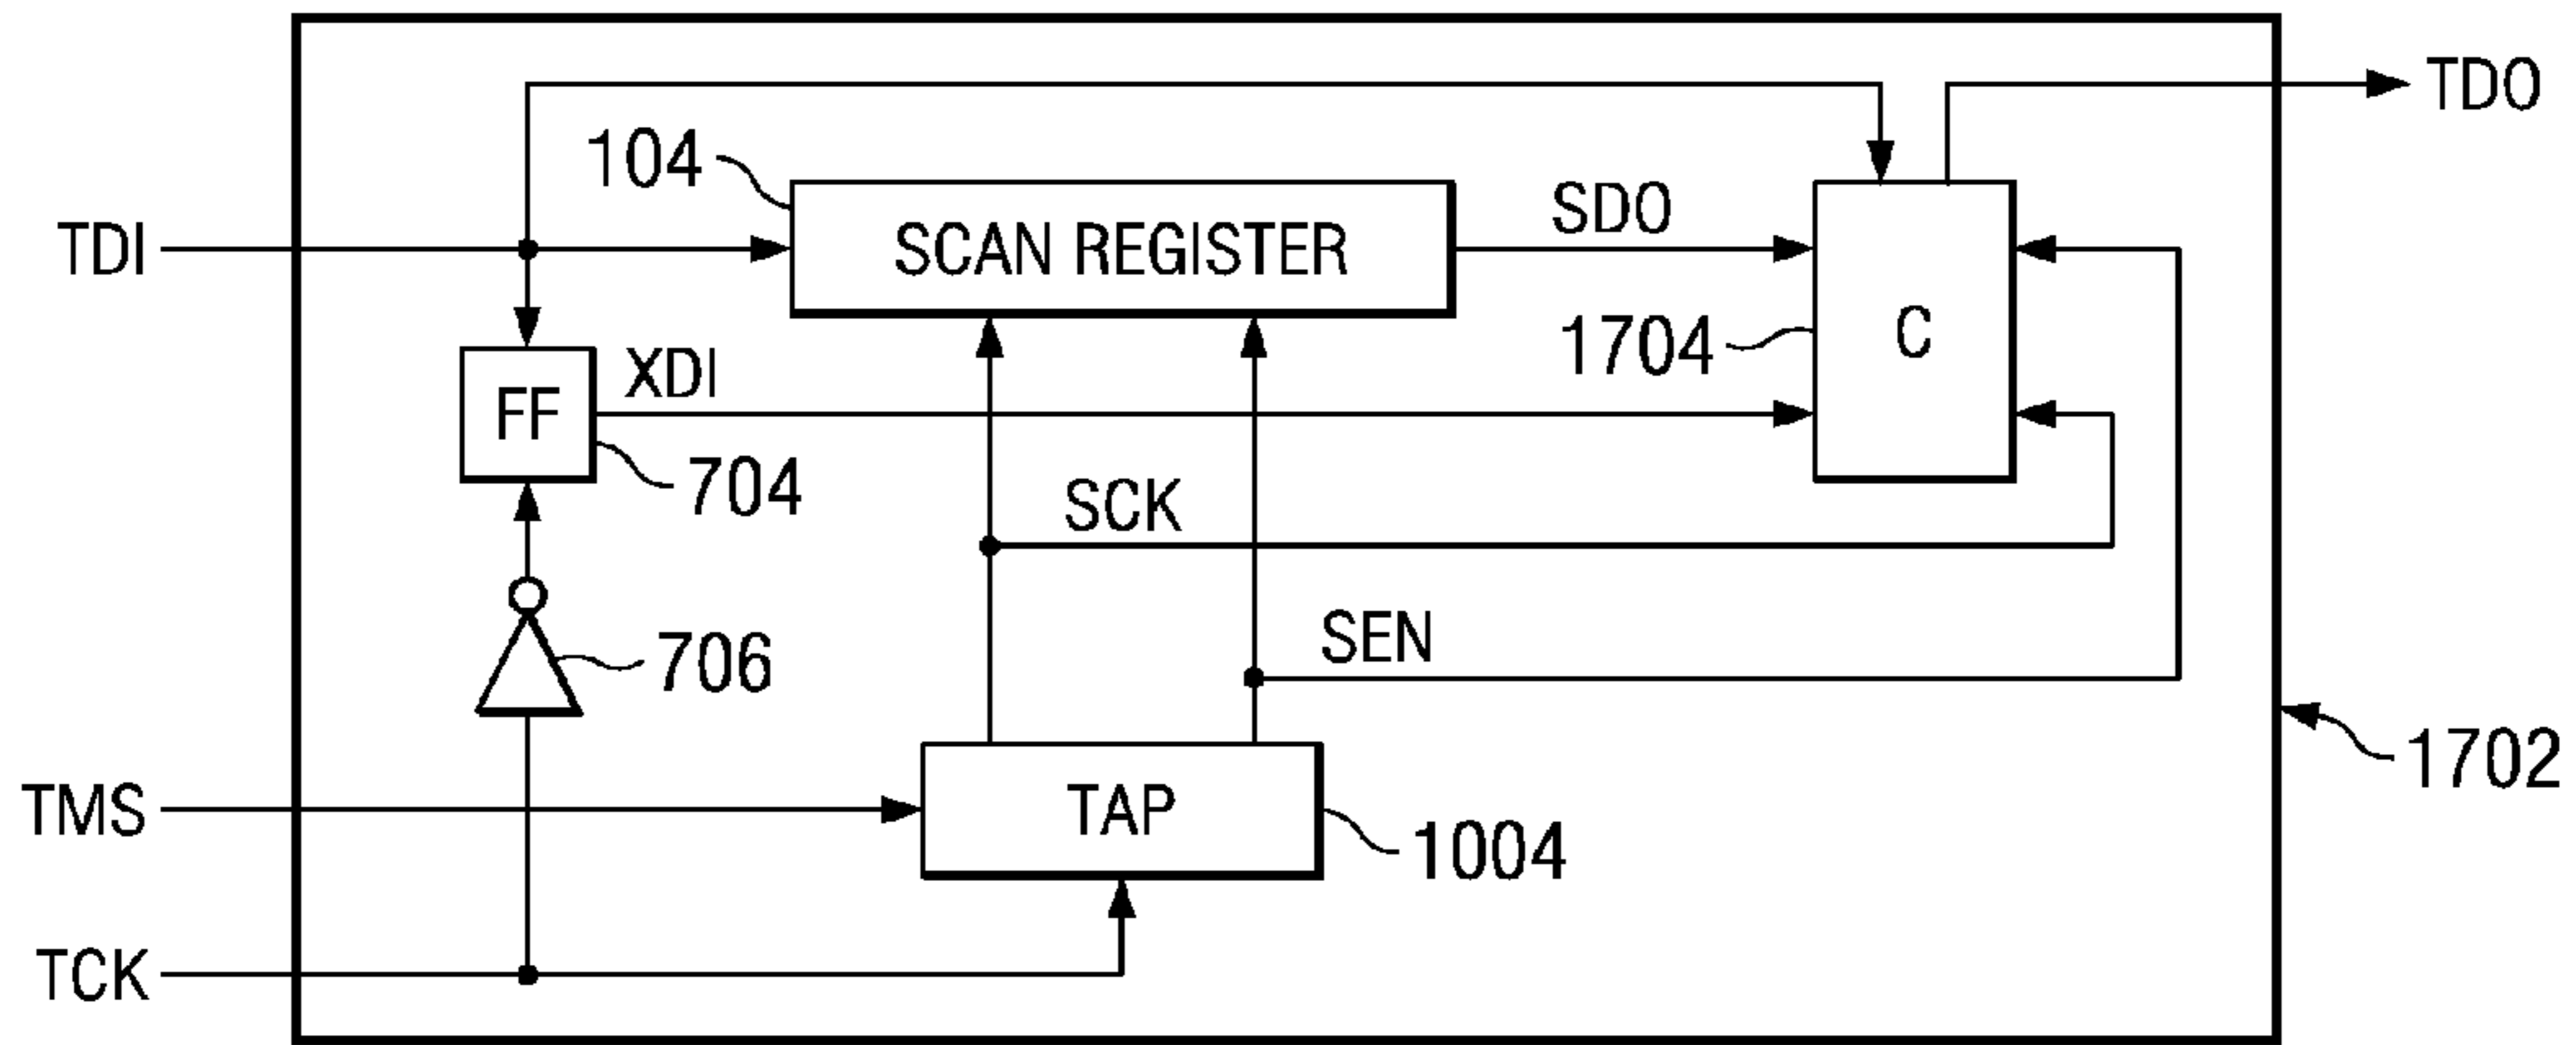 TDO
104
SDO
TDI
SCAN REGISTER
1704
C
XDI
FF
704
SCK
SEN
706
1702
TMS
TAP
1004
TCK